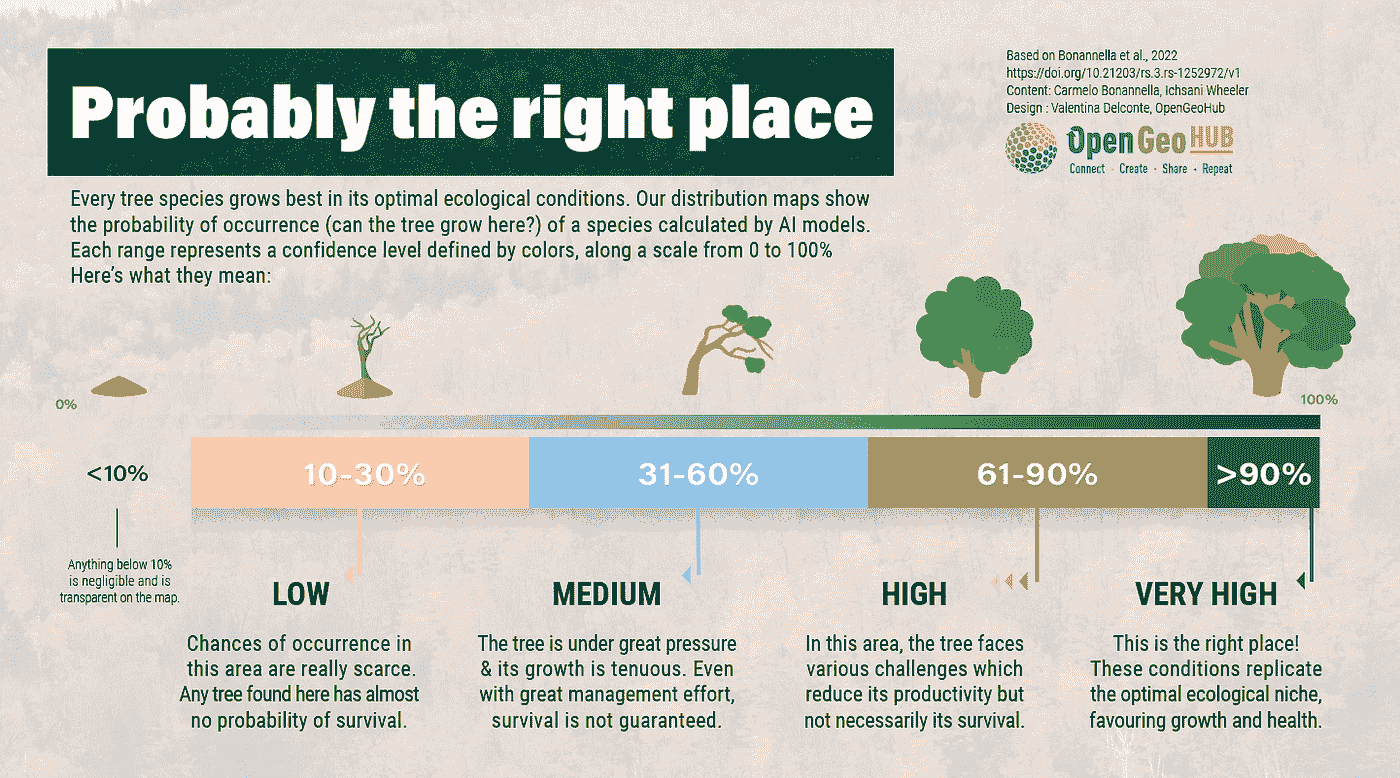 Probably the right place
Based on Bonannella et al., 2022
https://doi.org/10.21203/rs.3.rs-1252972/v1
Content: Carmelo Bonannella, Ichsani Wheeler
Design : Valentina Delconte, OpenGeoHub
OpenGeoHUB
Connect · Create · Share · Repeat
Every tree species grows best in its optimal ecological conditions. Our distribution maps show
the probability of occurrence (can the tree grow here?) of a species calculated by AI models.
Each range represents a confidence level defined by colors, along a scale from 0 to 100%
Here's what they mean:
0%
100%
<10%
10-30%
31-60%
61-90%
>90%
Anything below 10%
is negligible and is
transparent on the map.
LOW
Chances of occurrence in
this area are really scarce.
Any tree found here has almost
no probability of survival.
MEDIUM
The tree is under great pressure
& its growth is tenuous. Even
with great management effort,
survival is not guaranteed.
HIGH
In this area, the tree faces
various challenges which
reduce its productivity but
not necessarily its survival.
VERY HIGH
This is the right place!
These conditions replicate
the optimal ecological niche,
favouring growth and health.